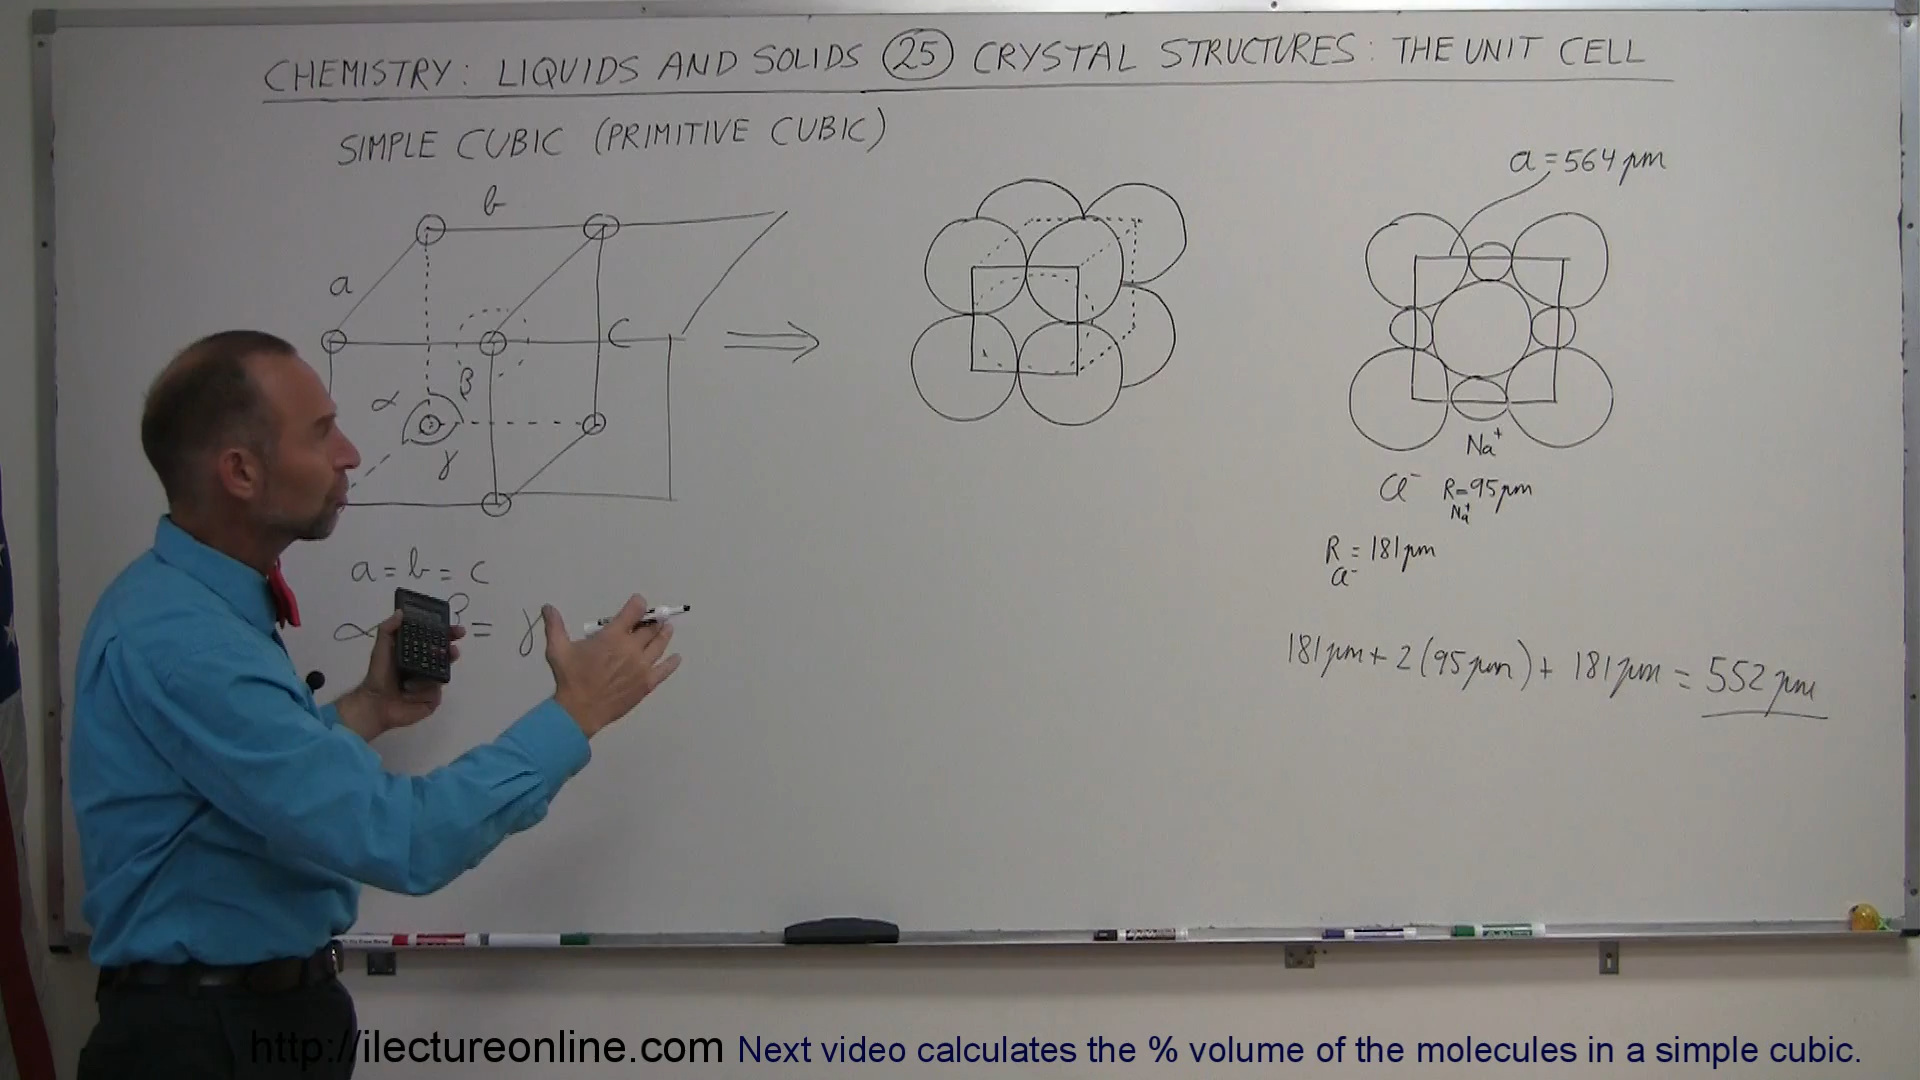 CHEMISTRY: LIQUIDS AND SOLIDS 25 CRYSTAL STRUCTURES: THE UNIT CELL
SIMPLE CUBIC (PRIMITIVE CUBIC)
a = 564 pm
b
a
C
β
α
γ
Na⁺
Cl⁻ R = 95 pm
Na⁺
R = 181 pm
Cl⁻
a = b = c
α β = γ
181 pm + 2 (95 pm) + 181 pm = 552 pm
http://ilectureonline.com Next video calculates the % volume of the molecules in a simple cubic.